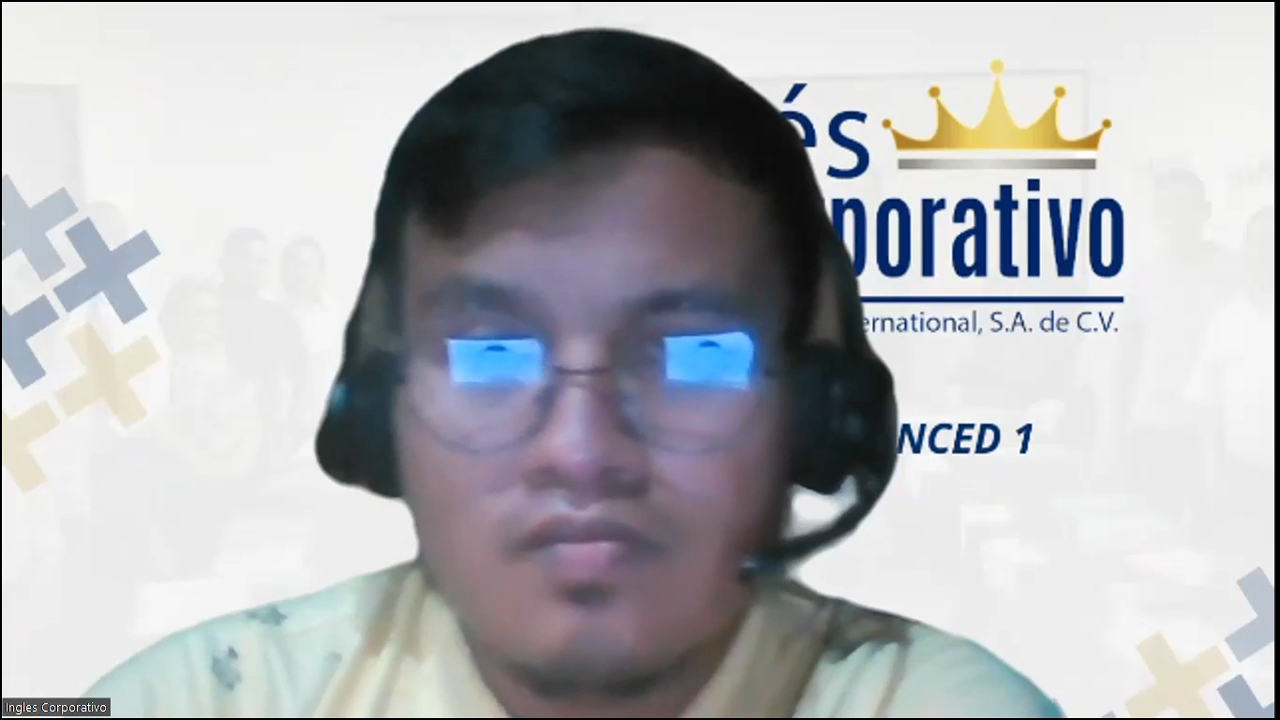 és
porativo
ernational, S.A. de C.V.
NCED 1
Ingles Corporativo